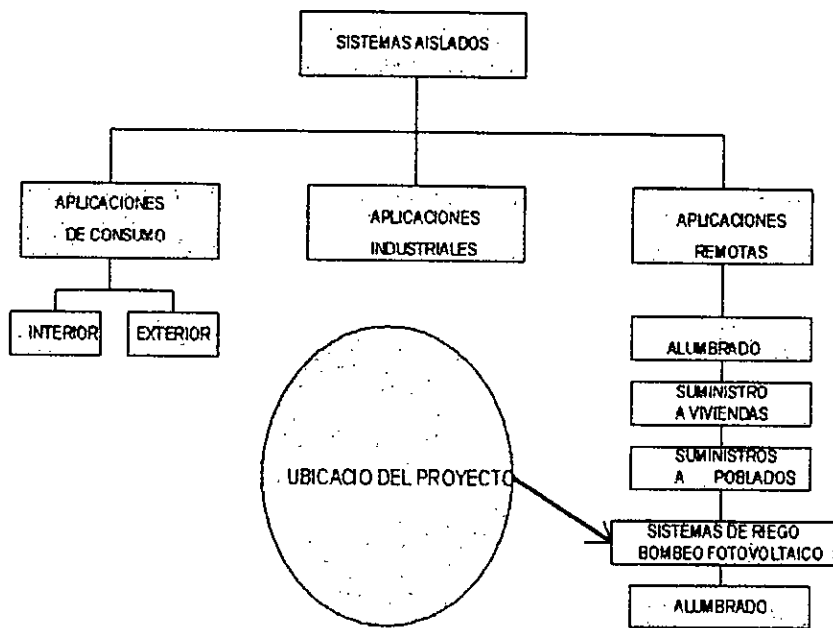 SISTEMAS AISLADOS
APLICACIONES
DE CONSUMO
APLICACIONES
INDUSTRIALES
APLICACIONES
REMOTAS
INTERIOR
EXTERIOR
ALUMBRADO
SUMINISTRO
A VIVIENDAS
SUMINISTROS
A POBLADOS
UBICACIO DEL PROYECTO
SISTEMAS DE RIEGO
BOMBEO FOTOVOLTAICO
ALUMBRADO